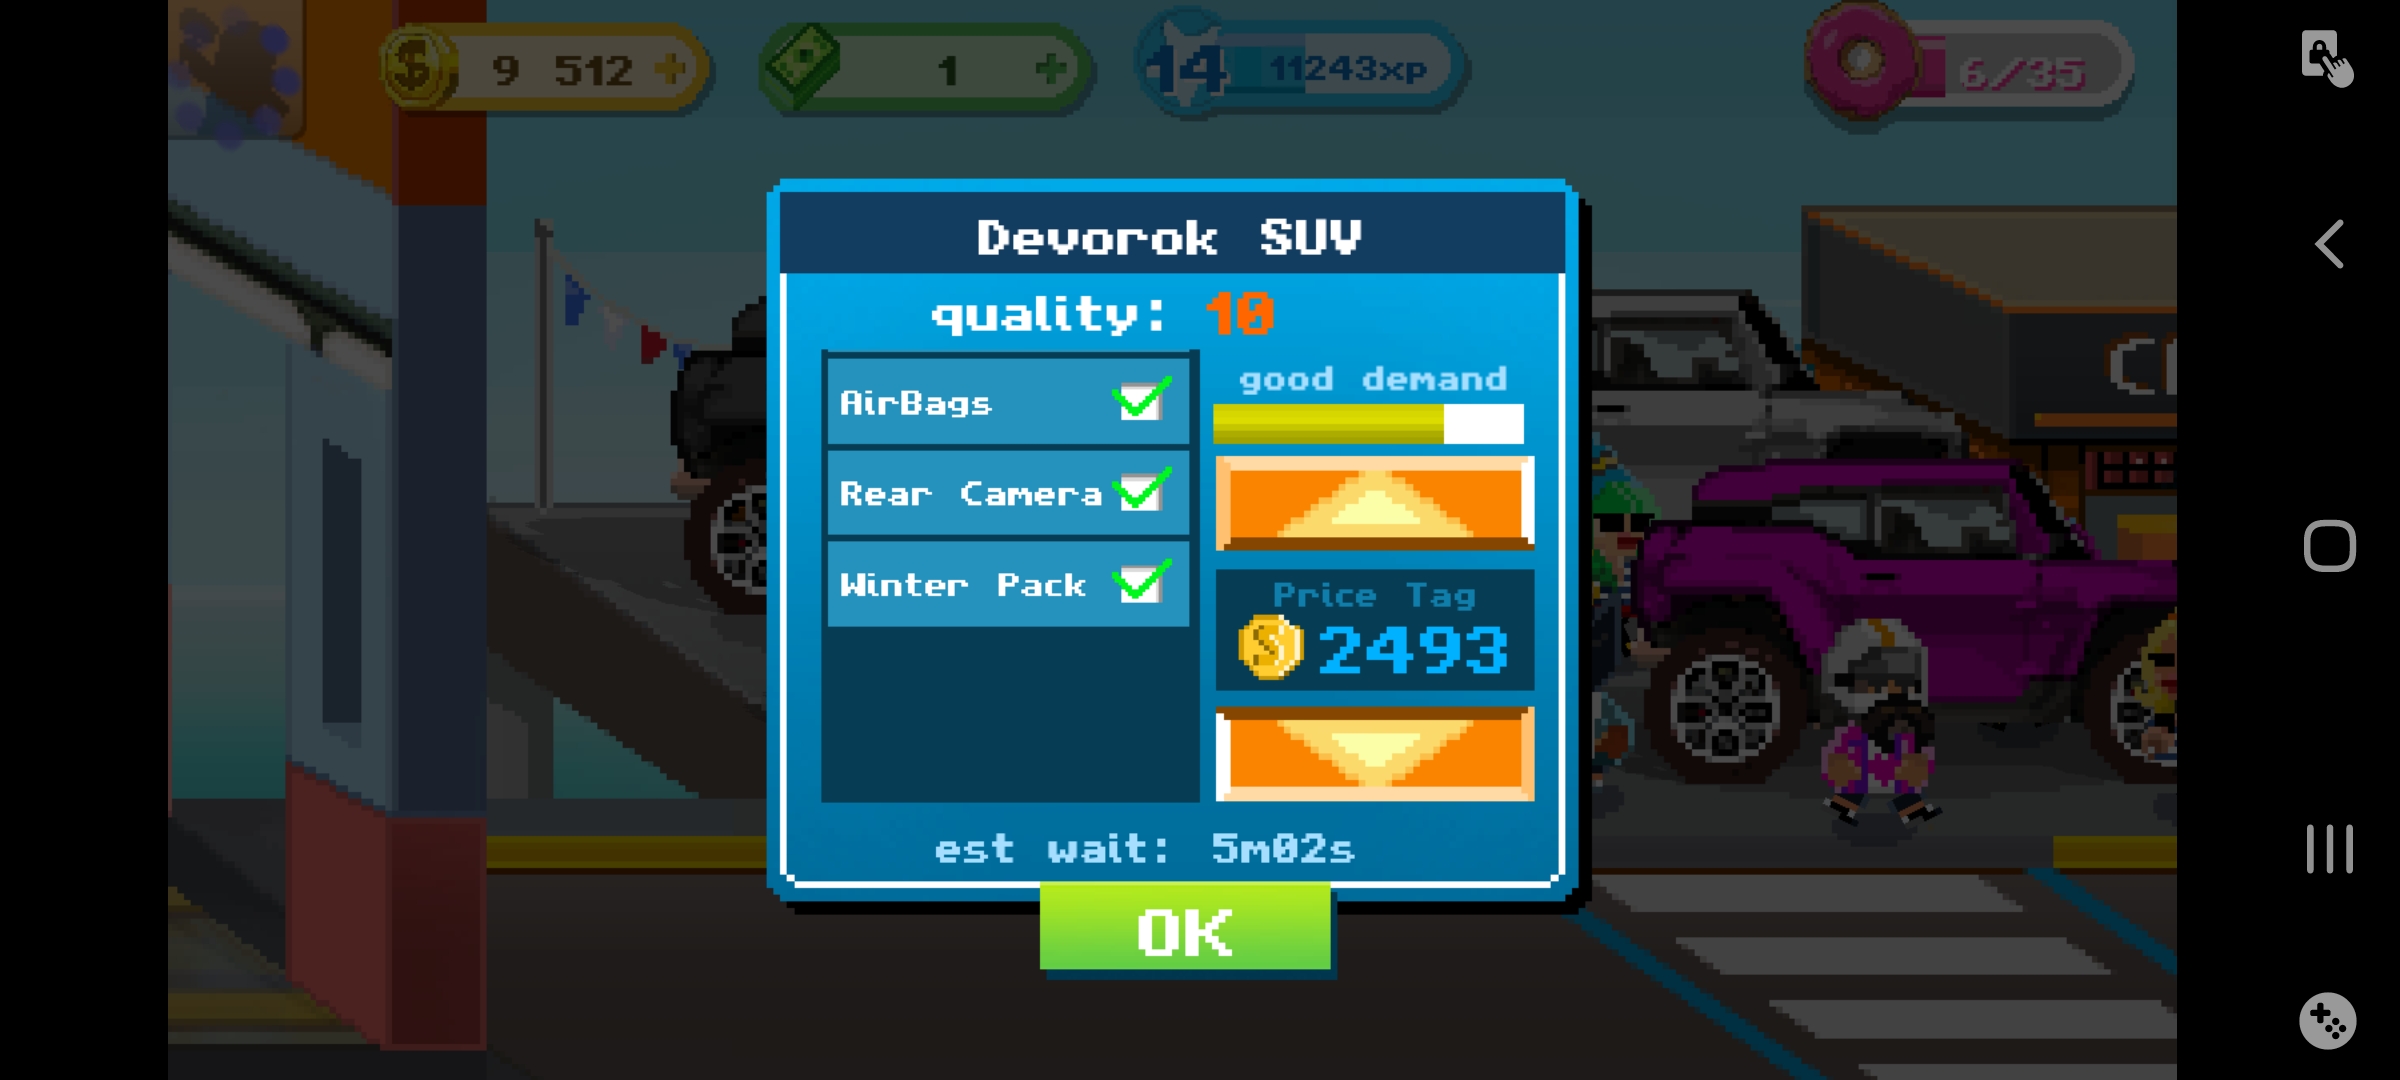 9 512
1
14
11243xp
6/35
Devorok SUV
quality: 10
AirBags
Rear Camera
Winter Pack
good demand
Price Tag
2493
est wait: 5m02s
OK